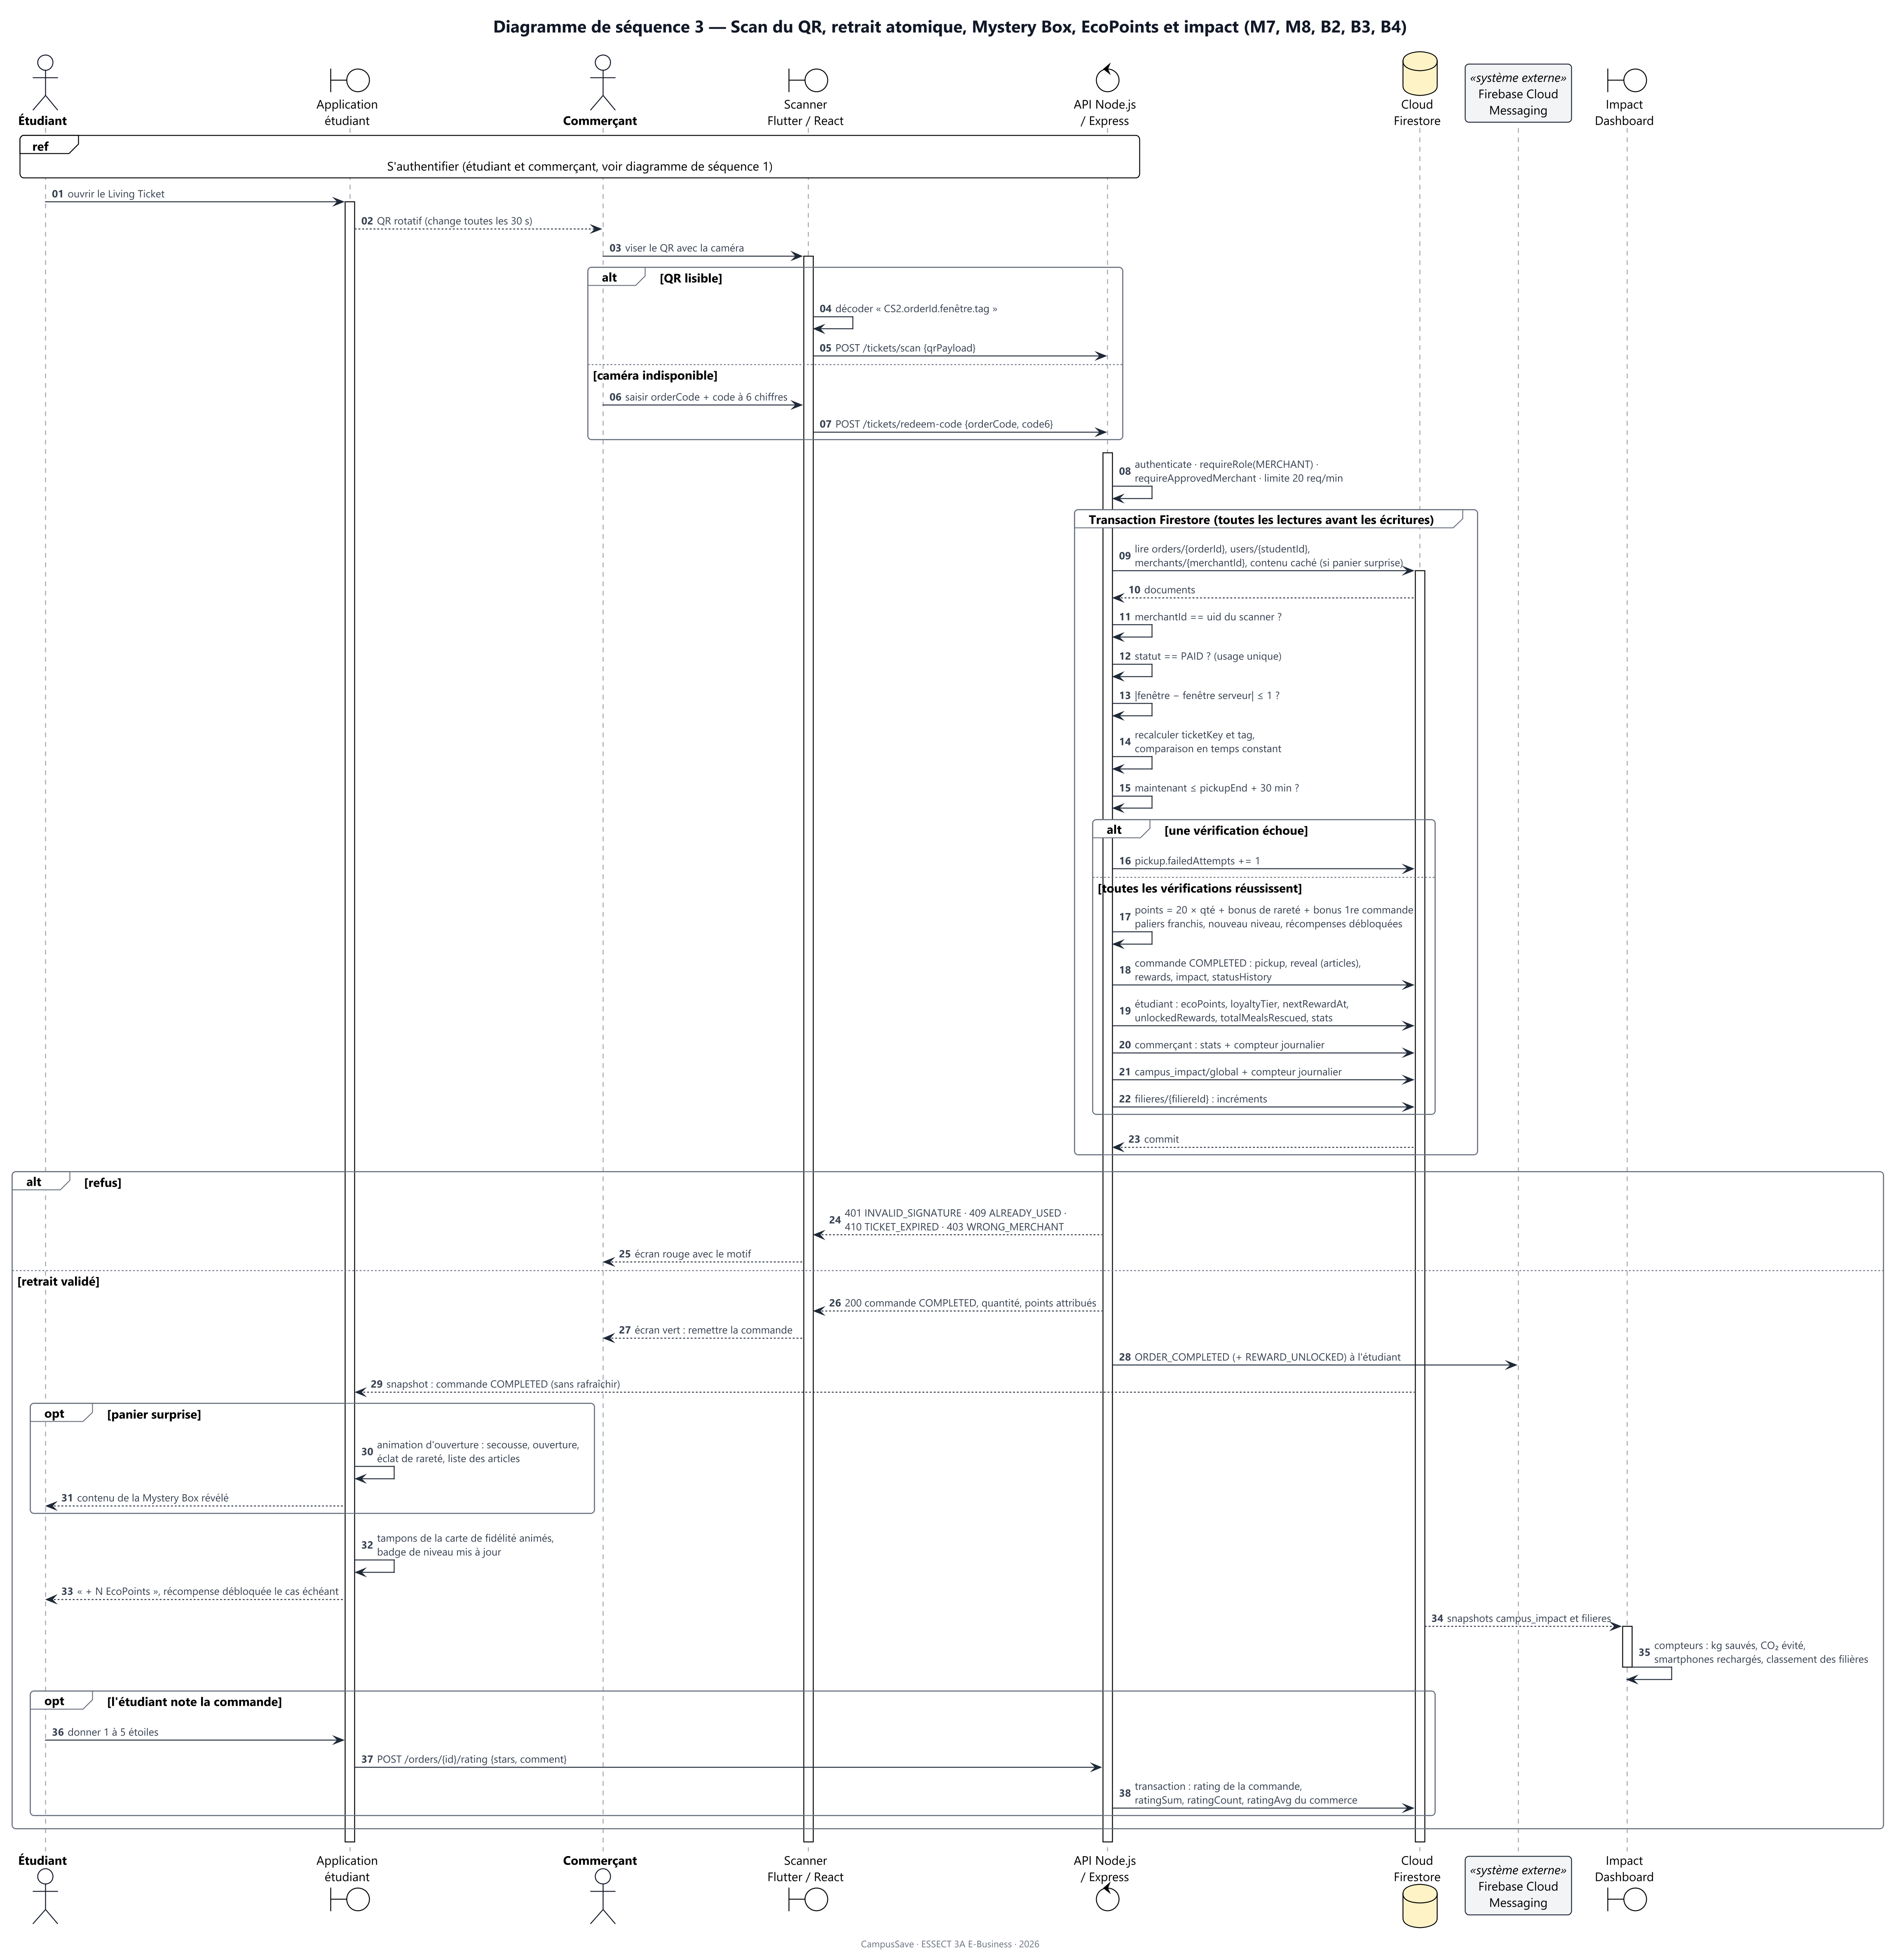 Diagramme de séquence 3 — Scan du QR, retrait atomique, Mystery Box, EcoPoints et impact (M7, M8, B2, B3, B4)
Étudiant
Application
étudiant
Commerçant
Scanner
Flutter / React
API Node.js
/ Express
Cloud
Firestore
«système externe»
Firebase Cloud
Messaging
Impact
Dashboard
ref
S'authentifier (étudiant et commerçant, voir diagramme de séquence 1)
01 ouvrir le Living Ticket
02 QR rotatif (change toutes les 30 s)
03 viser le QR avec la caméra
alt [QR lisible]
04 décoder « CS2.orderId.fenêtre.tag »
05 POST /tickets/scan {qrPayload}
[caméra indisponible]
06 saisir orderCode + code à 6 chiffres
07 POST /tickets/redeem-code {orderCode, code6}
08 authenticate · requireRole(MERCHANT) ·
requireApprovedMerchant · limite 20 req/min
Transaction Firestore (toutes les lectures avant les écritures)
09 lire orders/{orderId}, users/{studentId},
merchants/{merchantId}, contenu caché (si panier surprise)
10 documents
11 merchantId == uid du scanner ?
12 statut == PAID ? (usage unique)
13 |fenêtre − fenêtre serveur| ≤ 1 ?
14 recalculer ticketKey et tag,
comparaison en temps constant
15 maintenant ≤ pickupEnd + 30 min ?
alt [une vérification échoue]
16 pickup.failedAttempts += 1
[toutes les vérifications réussissent]
17 points = 20 × qté + bonus de rareté + bonus 1re commande
paliers franchis, nouveau niveau, récompenses débloquées
18 commande COMPLETED : pickup, reveal (articles),
rewards, impact, statusHistory
19 étudiant : ecoPoints, loyaltyTier, nextRewardAt,
unlockedRewards, totalMealsRescued, stats
20 commerçant : stats + compteur journalier
21 campus_impact/global + compteur journalier
22 filieres/{filiereId} : incréments
23 commit
alt [refus]
24 401 INVALID_SIGNATURE · 409 ALREADY_USED ·
410 TICKET_EXPIRED · 403 WRONG_MERCHANT
25 écran rouge avec le motif
[retrait validé]
26 200 commande COMPLETED, quantité, points attribués
27 écran vert : remettre la commande
28 ORDER_COMPLETED (+ REWARD_UNLOCKED) à l'étudiant
29 snapshot : commande COMPLETED (sans rafraîchir)
opt [panier surprise]
30 animation d'ouverture : secousse, ouverture,
éclat de rareté, liste des articles
31 contenu de la Mystery Box révélé
32 tampons de la carte de fidélité animés,
badge de niveau mis à jour
33 « + N EcoPoints », récompense débloquée le cas échéant
34 snapshots campus_impact et filieres
35 compteurs : kg sauvés, CO₂ évité,
smartphones rechargés, classement des filières
opt [l'étudiant note la commande]
36 donner 1 à 5 étoiles
37 POST /orders/{id}/rating {stars, comment}
38 transaction : rating de la commande,
ratingSum, ratingCount, ratingAvg du commerce
Étudiant
Application
étudiant
Commerçant
Scanner
Flutter / React
API Node.js
/ Express
Cloud
Firestore
«système externe»
Firebase Cloud
Messaging
Impact
Dashboard
CampusSave · ESSECT 3A E-Business · 2026